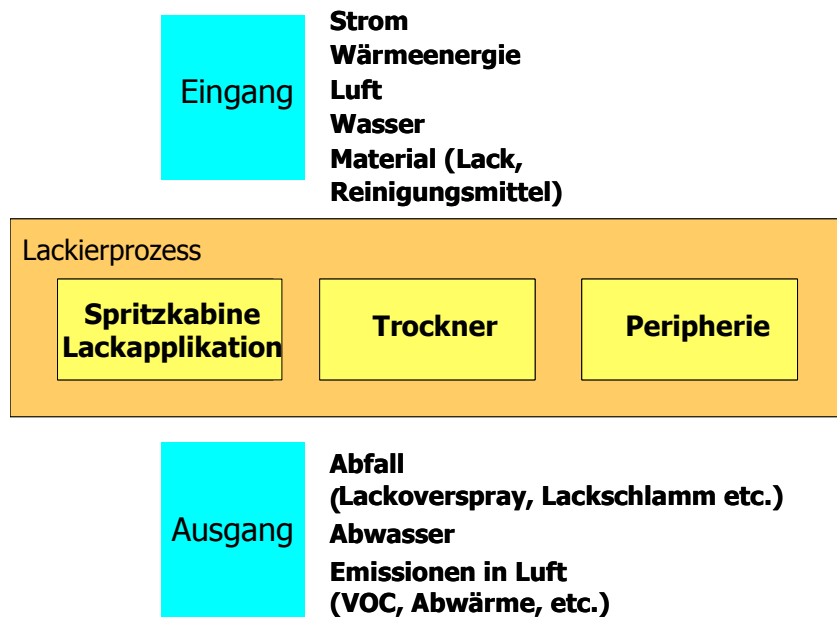 Eingang
Strom
Wärmeenergie
Luft
Wasser
Material (Lack,
Reinigungsmittel)
Lackierprozess
Spritzkabine
Lackapplikation
Trockner
Peripherie
Ausgang
Abfall
(Lackoverspray, Lackschlamm etc.)
Abwasser
Emissionen in Luft
(VOC, Abwärme, etc.)